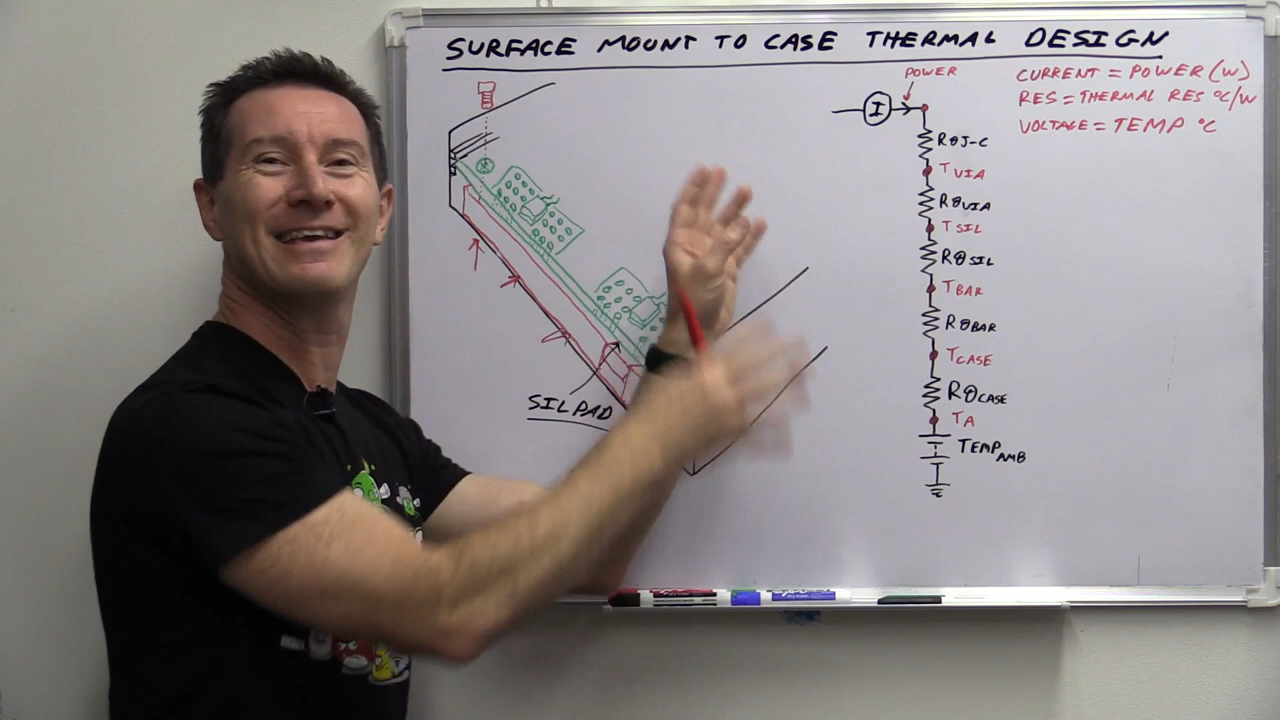 SURFACE MOUNT TO CASE THERMAL DESIGN
POWER
CURRENT = POWER (W)
RES = THERMAL RES °C/W
VOLTAGE = TEMP °C
I
RΘJ-C
TVIA
RΘVIA
TSIL
RΘSIL
TBAR
RΘBAR
TCASE
RΘCASE
TA
TEMPAMB
SILPAD